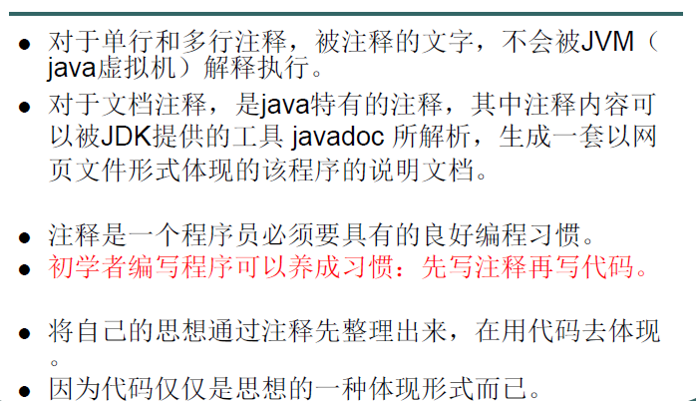 ● 对于单行和多行注释，被注释的文字，不会被JVM（
java虚拟机）解释执行。
● 对于文档注释，是java特有的注释，其中注释内容可
以被JDK提供的工具 javadoc 所解析，生成一套以网
页文件形式体现的该程序的说明文档。
● 注释是一个程序员必须要具有的良好编程习惯。
● 初学者编写程序可以养成习惯：先写注释再写代码。
● 将自己的思想通过注释先整理出来，在用代码去体现
。
● 因为代码仅仅是思想的一种体现形式而已。